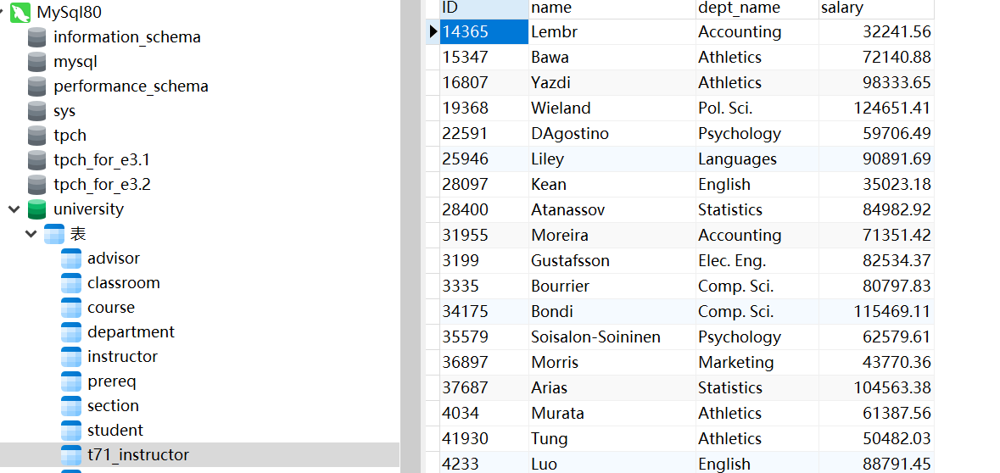 MySql80
information_schema
mysql
performance_schema
sys
tpch
tpch_for_e3.1
tpch_for_e3.2
university
表
advisor
classroom
course
department
instructor
prereq
section
student
t71_instructor
ID name dept_name salary
14365 Lembr Accounting 32241.56
15347 Bawa Athletics 72140.88
16807 Yazdi Athletics 98333.65
19368 Wieland Pol. Sci. 124651.41
22591 DAgostino Psychology 59706.49
25946 Liley Languages 90891.69
28097 Kean English 35023.18
28400 Atanassov Statistics 84982.92
31955 Moreira Accounting 71351.42
3199 Gustafsson Elec. Eng. 82534.37
3335 Bourrier Comp. Sci. 80797.83
34175 Bondi Comp. Sci. 115469.11
35579 Soisalon-Soininen Psychology 62579.61
36897 Morris Marketing 43770.36
37687 Arias Statistics 104563.38
4034 Murata Athletics 61387.56
41930 Tung Athletics 50482.03
4233 Luo English 88791.45